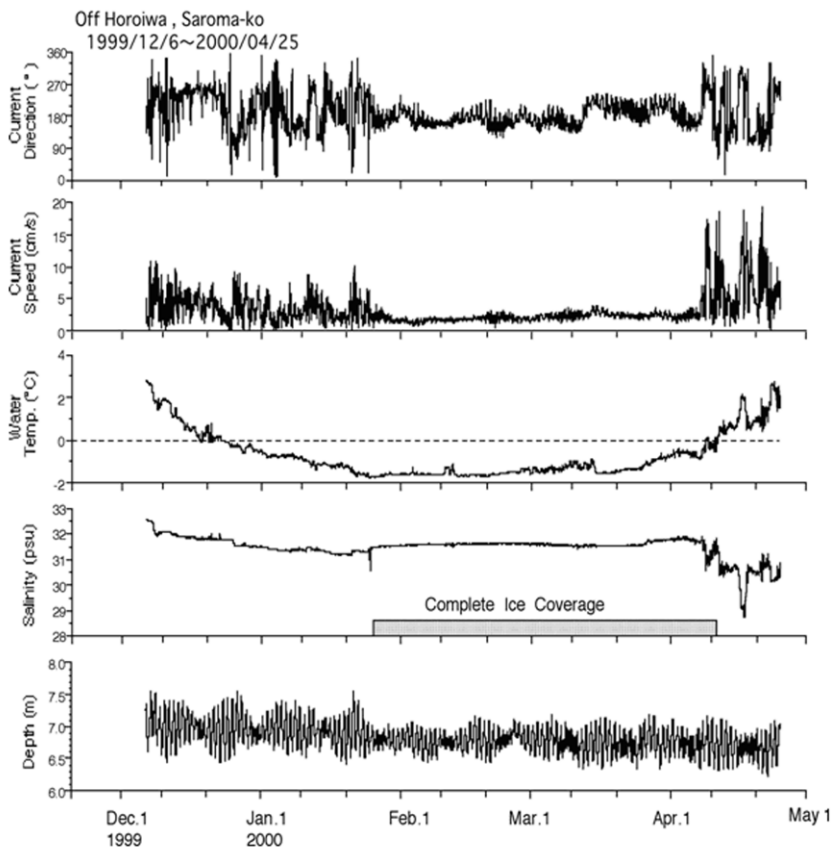 Off Horoiwa , Saroma-ko
1999/12/6~2000/04/25
Current
Direction ( ° )
360
270
180
90
0
Current
Speed (cm/s)
20
15
10
5
0
Water
Temp. (°C)
4
2
0
-2
Salinity (psu)
33
32
31
30
29
28
Complete Ice Coverage
Depth (m)
8.0
7.5
7.0
6.5
6.0
Dec.1 Jan.1 Feb.1 Mar.1 Apr.1 May 1
1999 2000